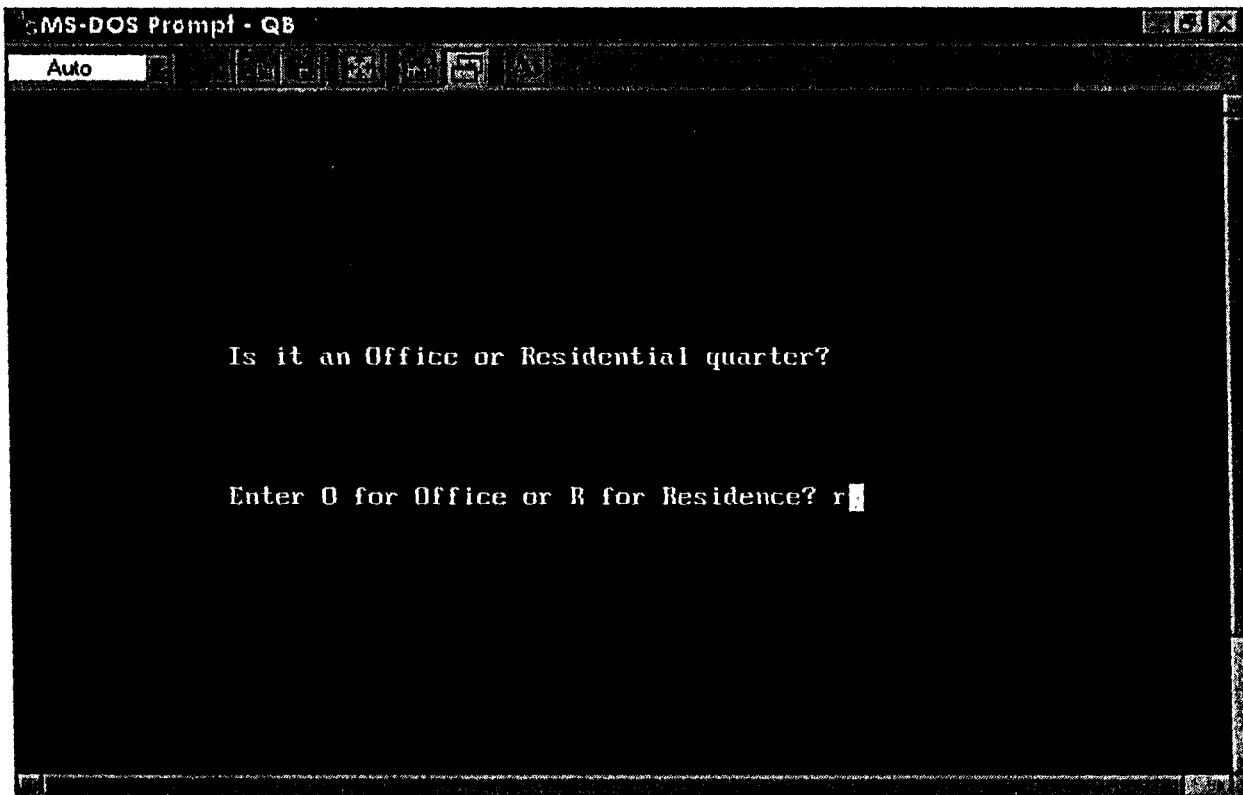 MS-DOS Prompt - QB
Auto
Is it an Office or Residential quarter?
Enter O for Office or R for Residence? r